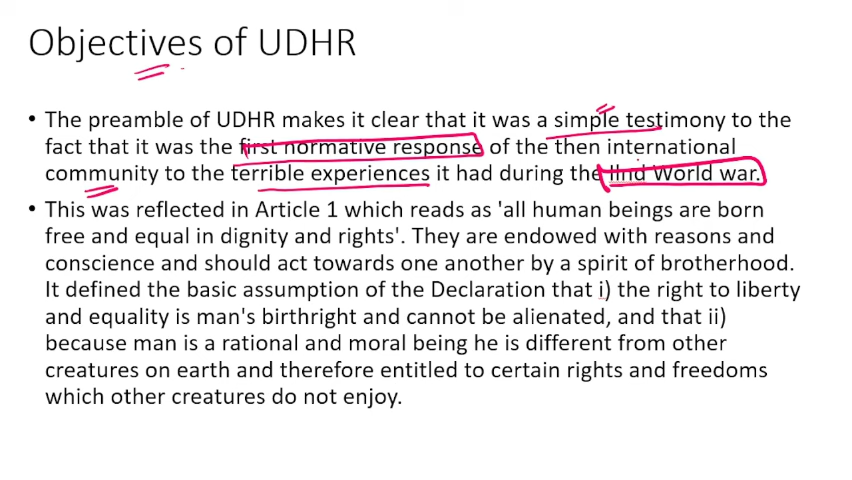 Objectives of UDHR
• The preamble of UDHR makes it clear that it was a simple testimony to the
fact that it was the first normative response of the then international
community to the terrible experiences it had during the IInd World war.
• This was reflected in Article 1 which reads as 'all human beings are born
free and equal in dignity and rights'. They are endowed with reasons and
conscience and should act towards one another by a spirit of brotherhood.
It defined the basic assumption of the Declaration that i) the right to liberty
and equality is man's birthright and cannot be alienated, and that ii)
because man is a rational and moral being he is different from other
creatures on earth and therefore entitled to certain rights and freedoms
which other creatures do not enjoy.